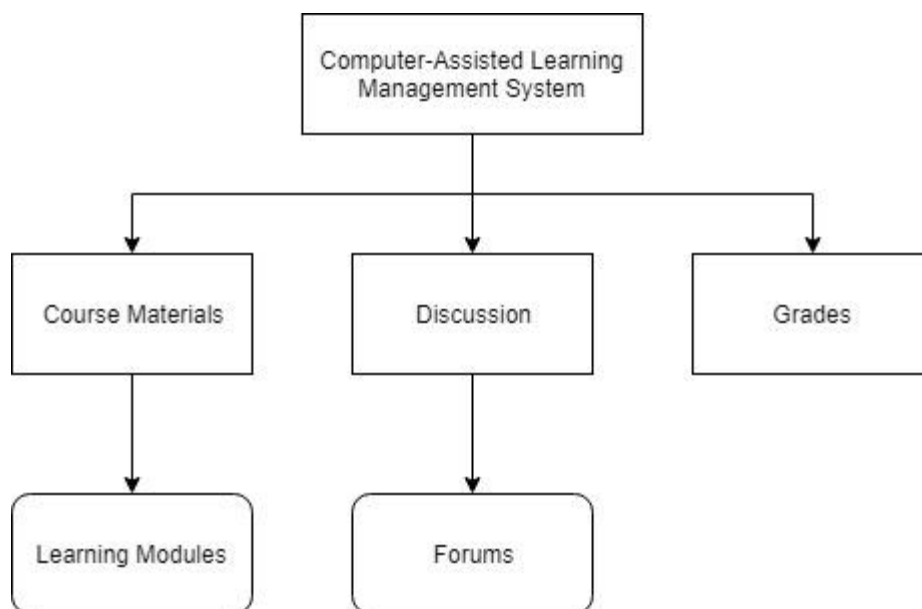 Computer-Assisted Learning
Management System
Course Materials
Discussion
Grades
Learning Modules
Forums